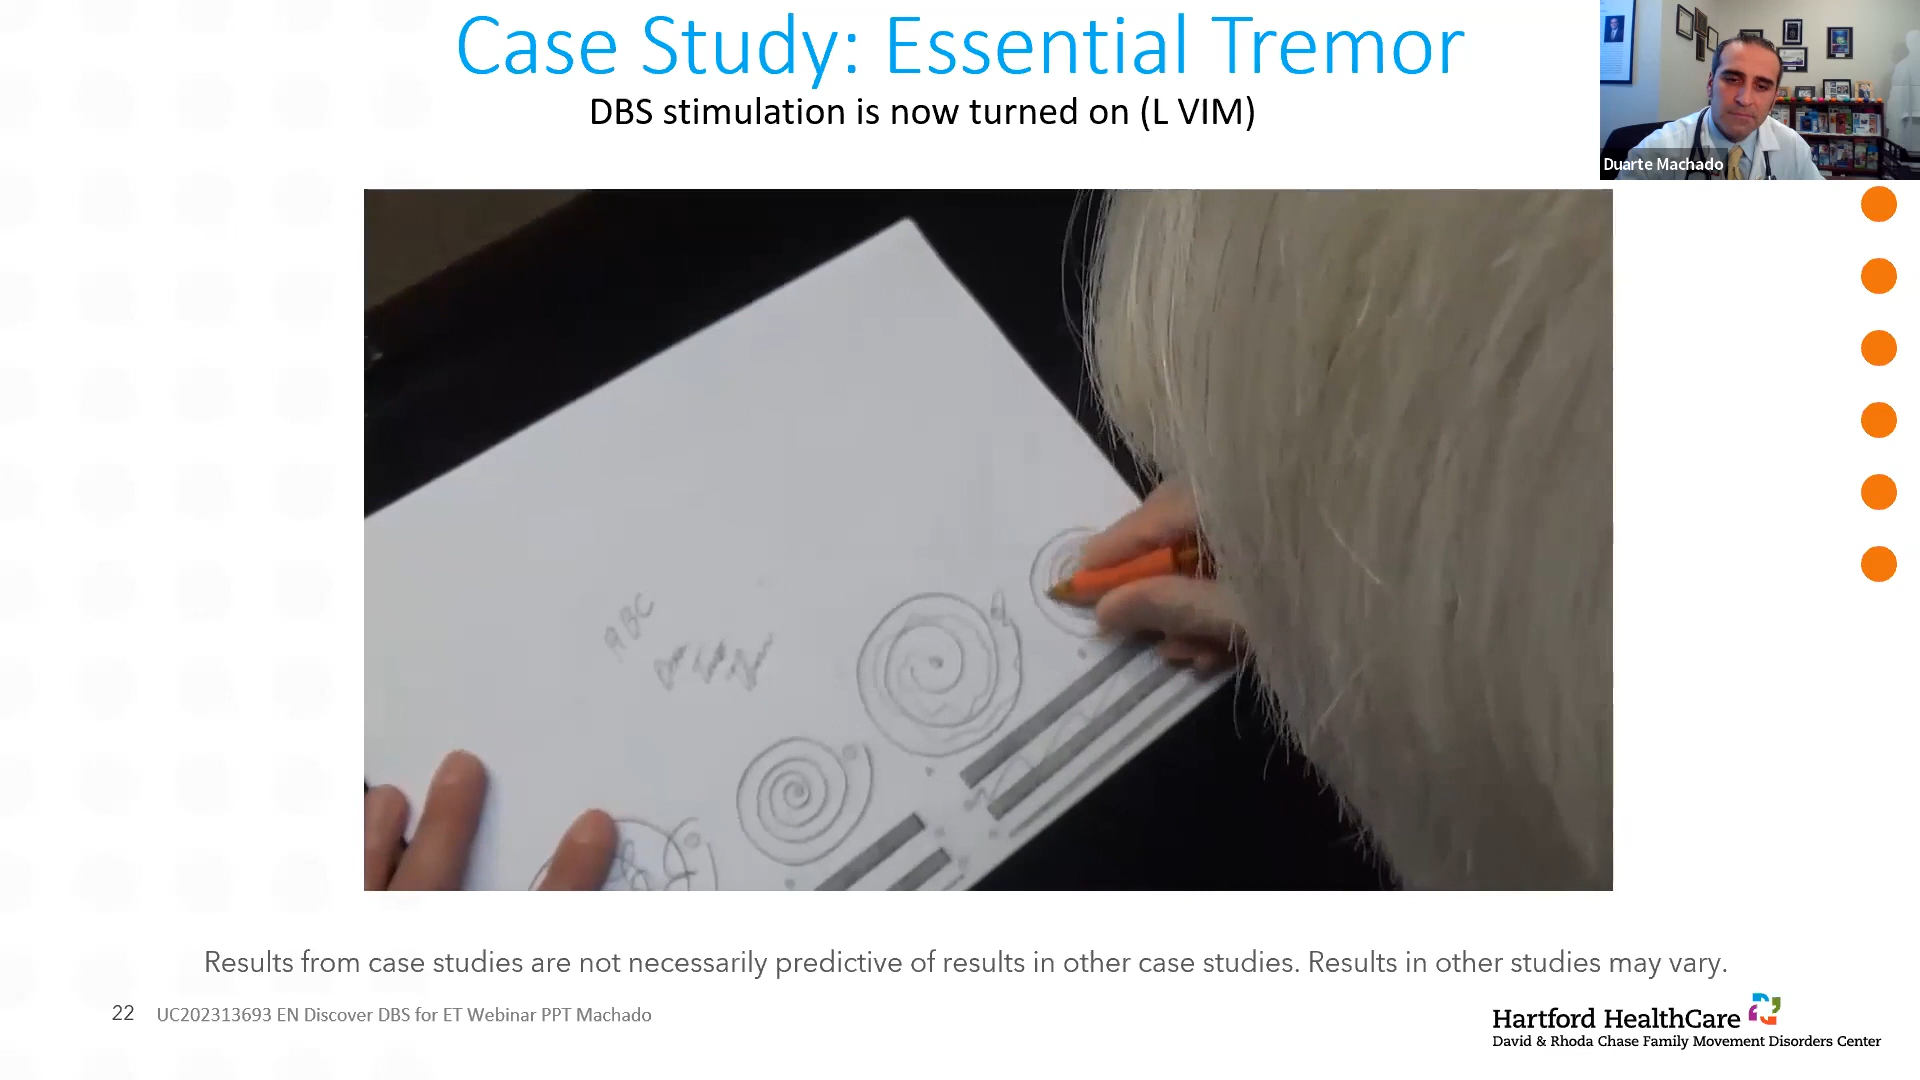 Case Study: Essential Tremor
DBS stimulation is now turned on (L VIM)
Duarte Machado
ABC
Results from case studies are not necessarily predictive of results in other case studies. Results in other studies may vary.
22 UC202313693 EN Discover DBS for ET Webinar PPT Machado
Hartford HealthCare
David & Rhoda Chase Family Movement Disorders Center